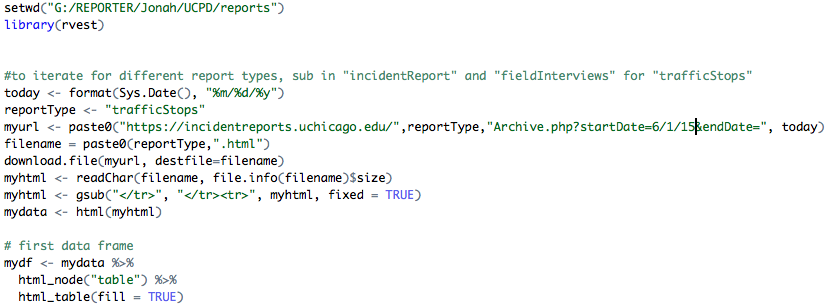 setwd("G:/REPORTER/Jonah/UCPD/reports")
library(rvest)
#to iterate for different report types, sub in "incidentReport" and "fieldInterviews" for "trafficStops"
today <- format(Sys.Date(), "%m/%d/%y")
reportType <- "trafficStops"
myurl <- paste0("https://incidentreports.uchicago.edu/",reportType,"Archive.php?startDate=6/1/15&endDate=", today)
filename = paste0(reportType,".html")
download.file(myurl, destfile=filename)
myhtml <- readChar(filename, file.info(filename)$size)
myhtml <- gsub("</tr>", "</tr><tr>", myhtml, fixed = TRUE)
mydata <- html(myhtml)
# first data frame
mydf <- mydata %>%
  html_node("table") %>%
  html_table(fill = TRUE)